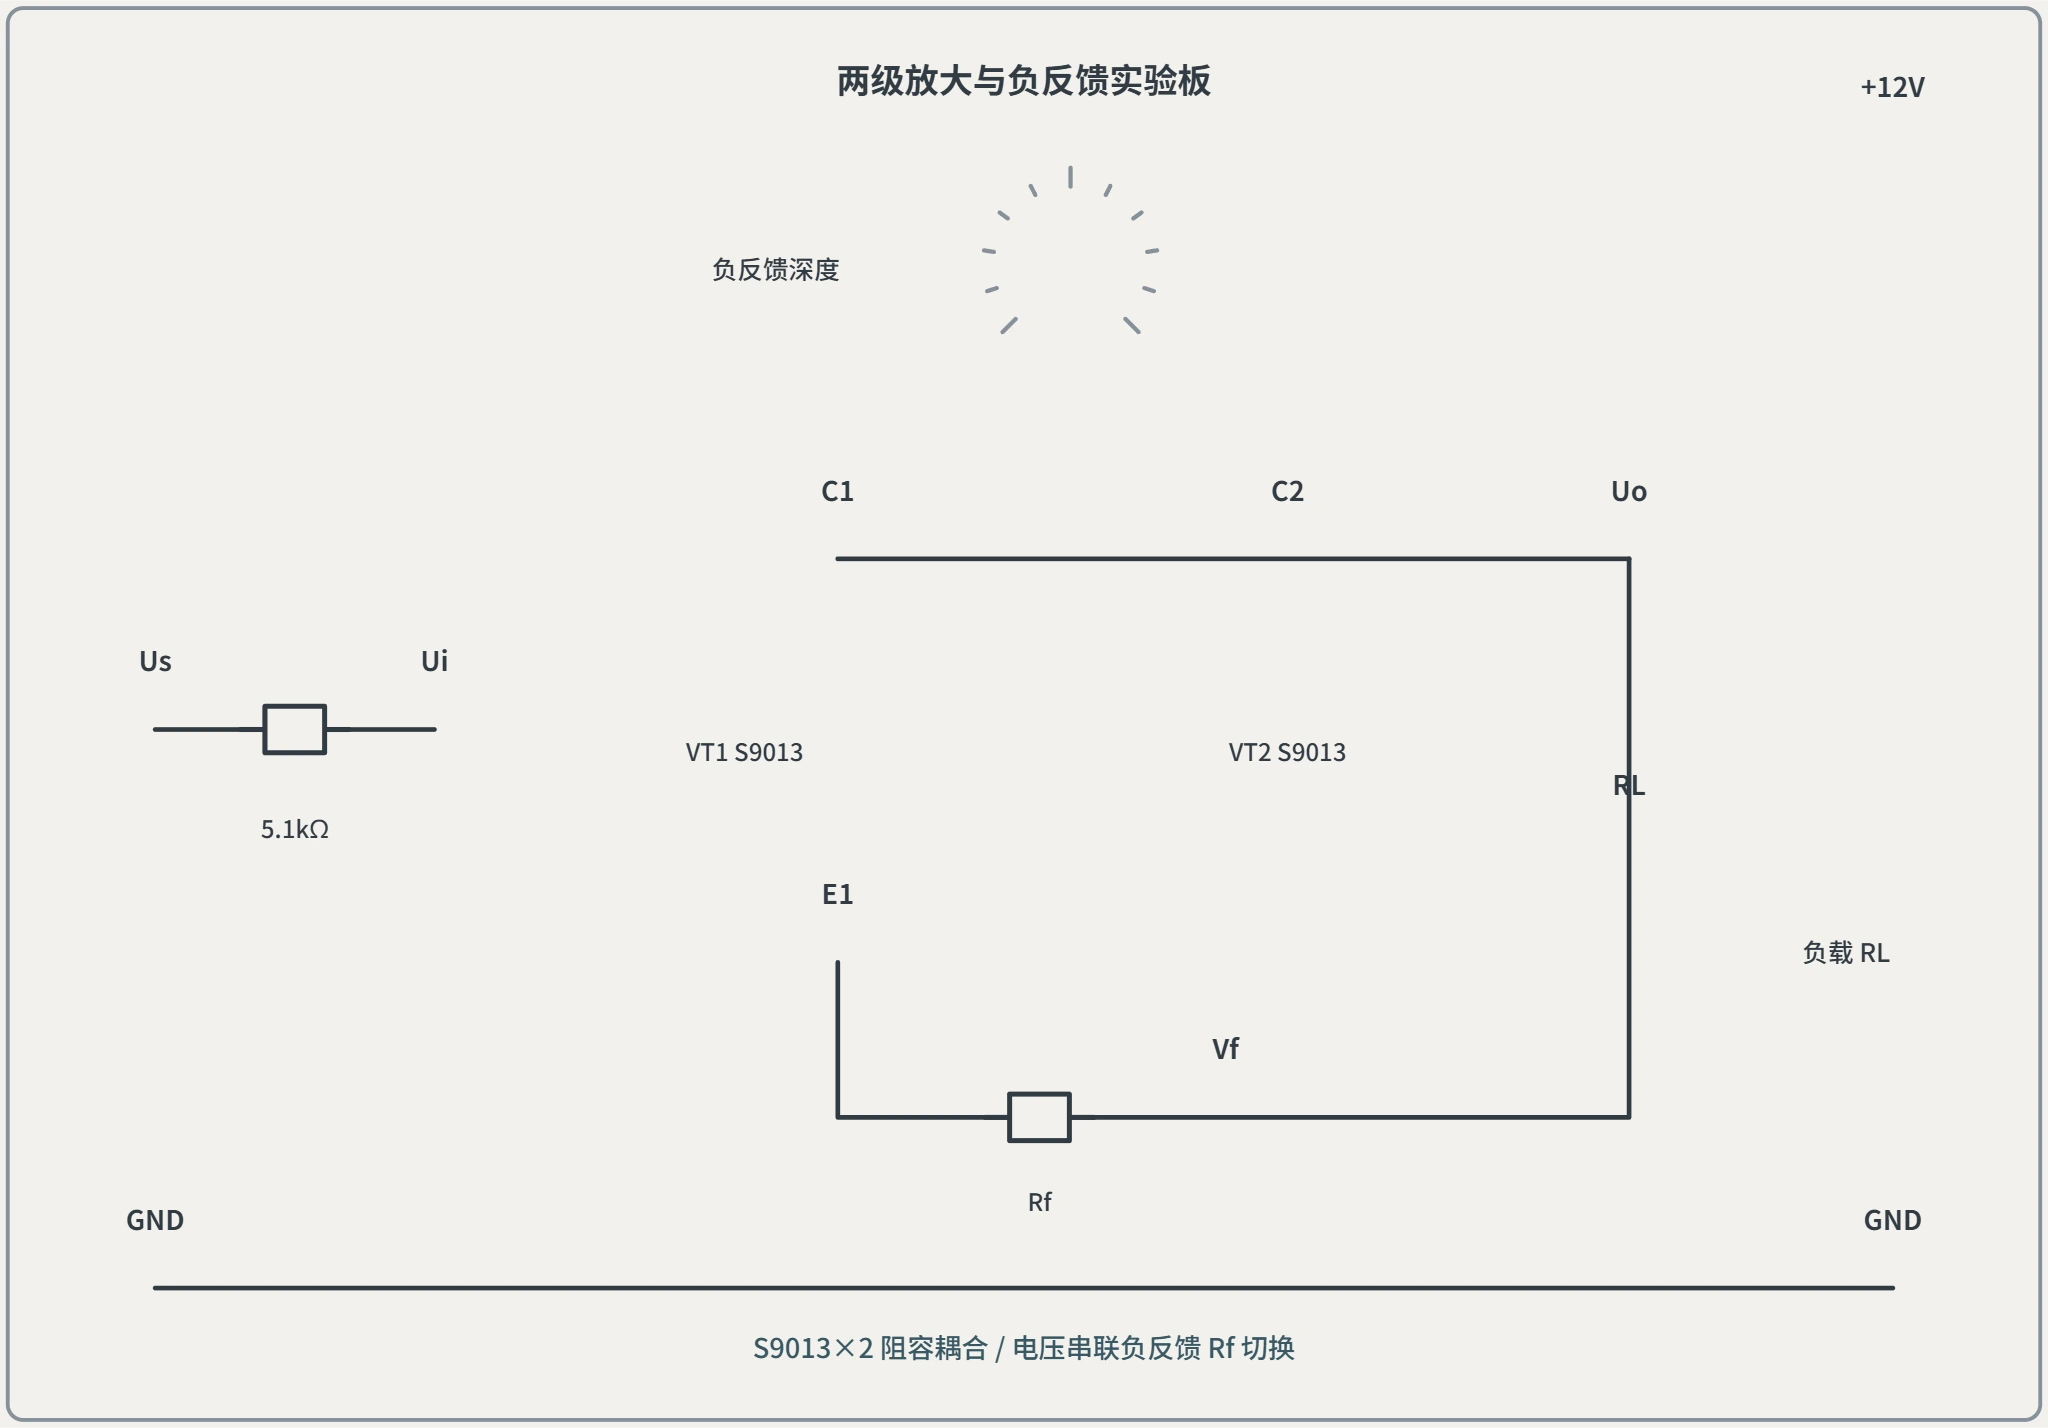 两级放大与负反馈实验板
+12V
负反馈深度
C1
C2
Uo
Us
Ui
VT1 S9013
VT2 S9013
RL
5.1kΩ
E1
负载 RL
Vf
Rf
GND
GND
S9013×2 阻容耦合 / 电压串联负反馈 Rf 切换